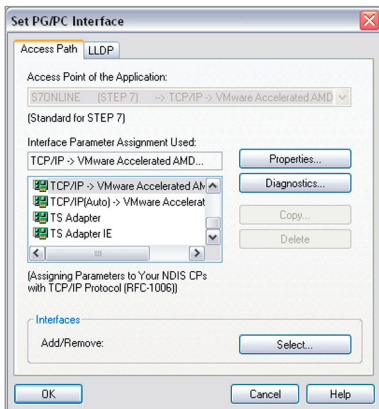 Set PG/PC Interface
Access Path LLDP
Access Point of the Application:
S7ONLINE (STEP 7) --> TCP/IP -> VMware Accelerated AMD
(Standard for STEP 7)
Interface Parameter Assignment Used:
TCP/IP -> VMware Accelerated AMD...
Properties...
TCP/IP -> VMware Accelerated AM
Diagnostics...
TCP/IP(Auto) -> VMware Accelerat
TS Adapter
Copy...
TS Adapter IE
Delete
(Assigning Parameters to Your NDIS CPs
with TCP/IP Protocol (RFC-1006))
Interfaces
Add/Remove:
Select...
OK
Cancel
Help